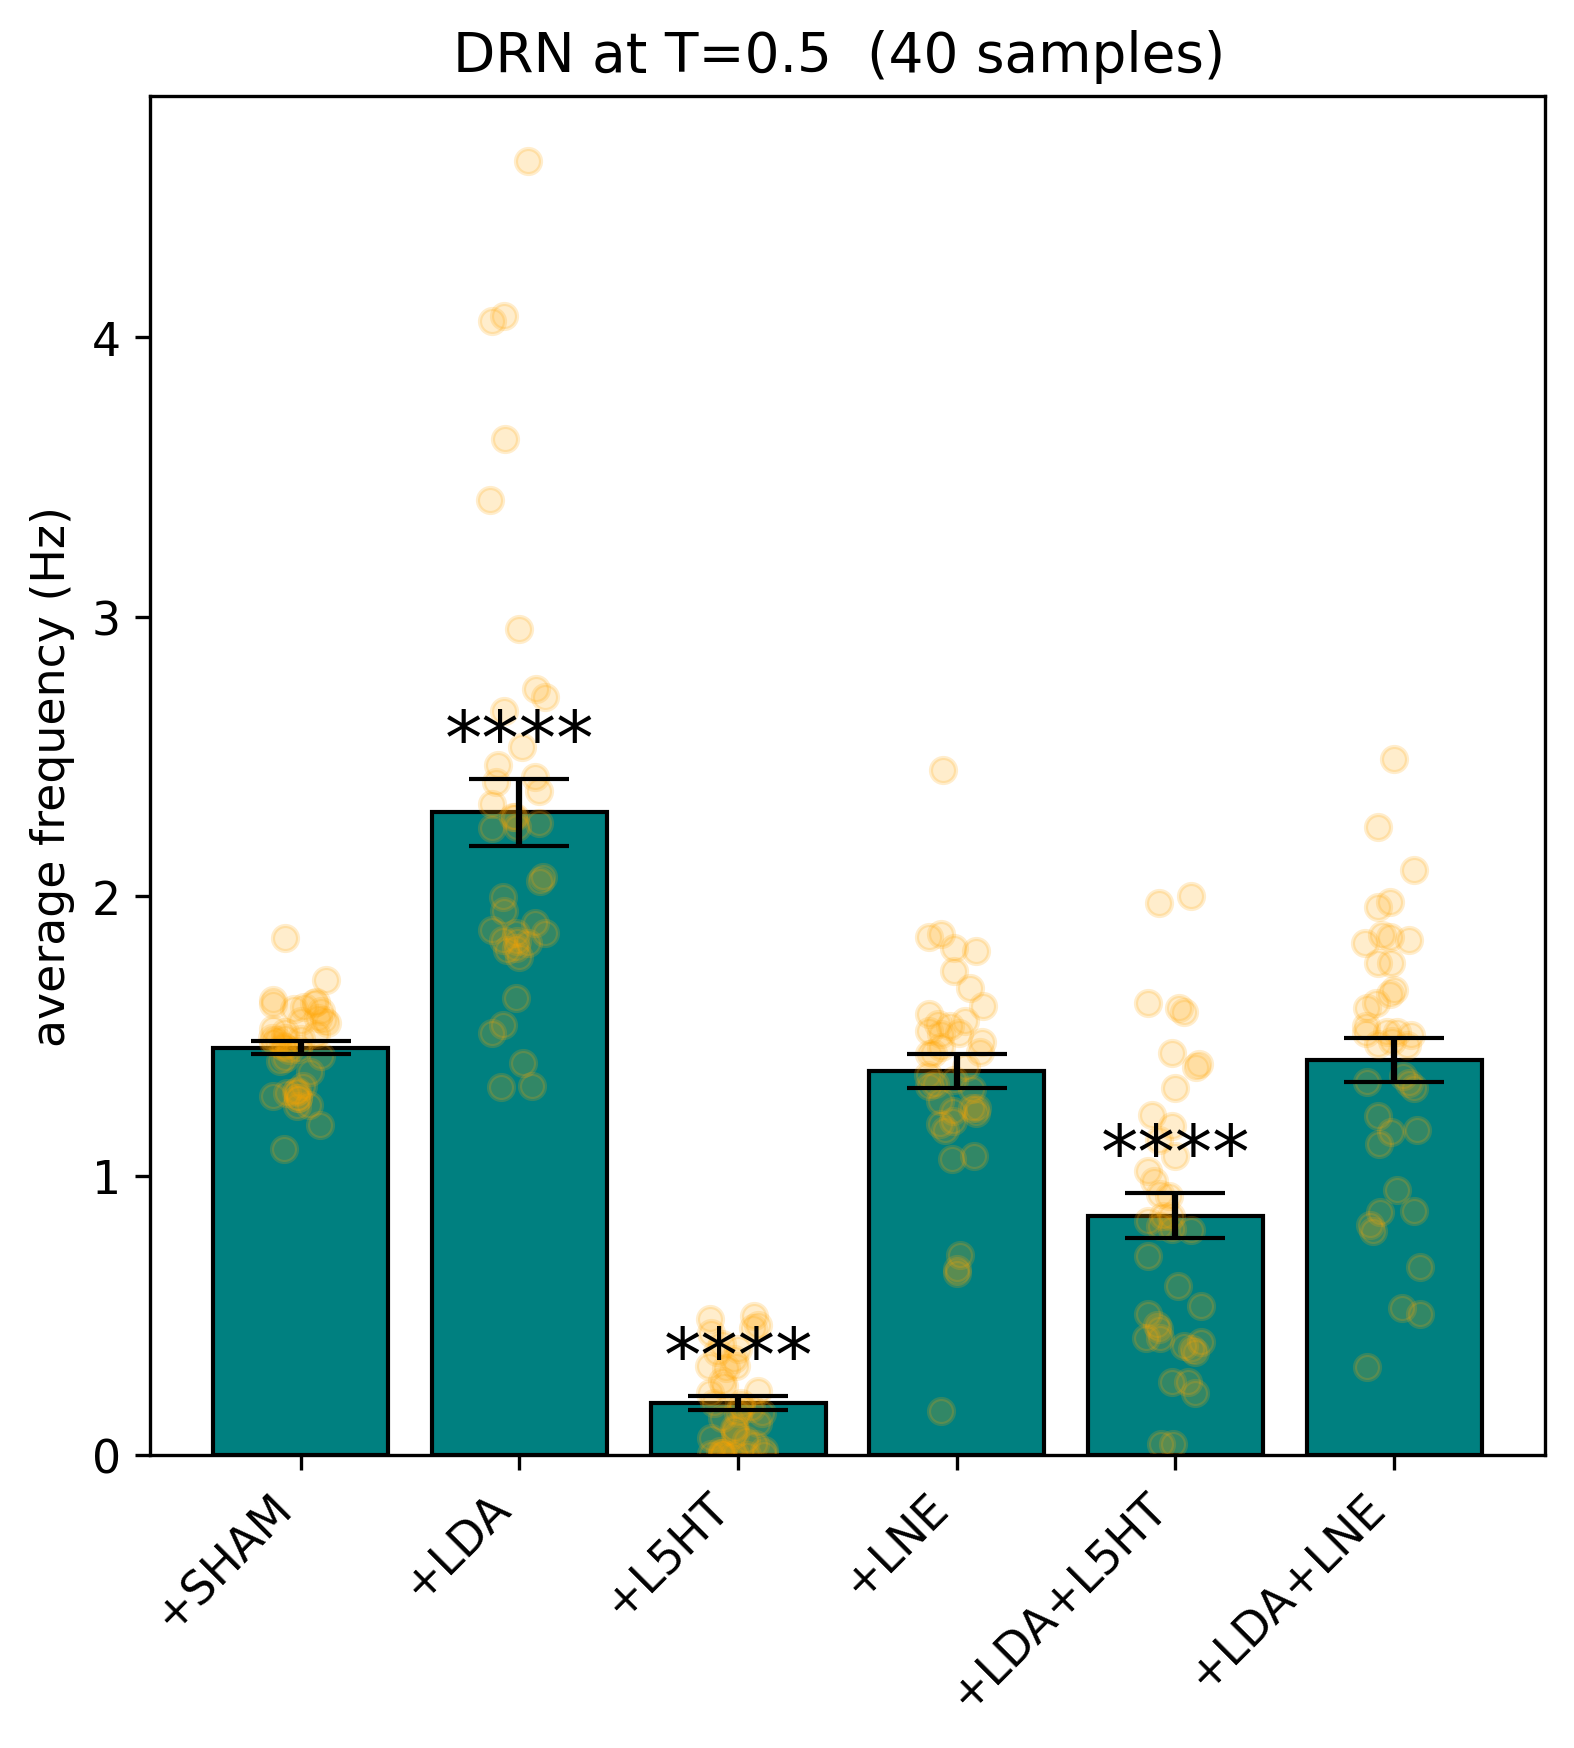 DRN at T=0.5  (40 samples)
average frequency (Hz)
4
3
2
1
0
****
****
****
+SHAM
+LDA
+L5HT
+LNE
+LDA+L5HT
+LDA+LNE